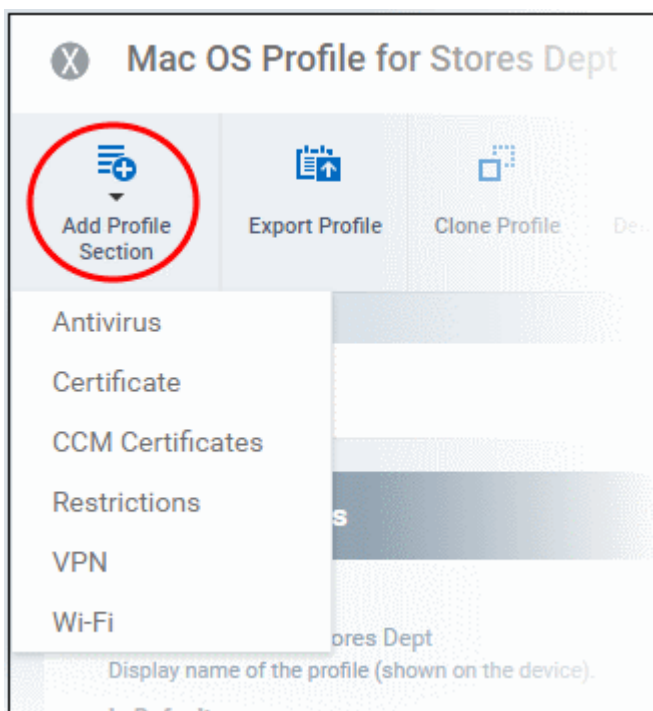 Mac OS Profile for Stores Dept
Add Profile
Section
Export Profile
Clone Profile
Antivirus
Certificate
CCM Certificates
Restrictions
VPN
Wi-Fi
s
ores Dept
Display name of the profile (shown on the device).